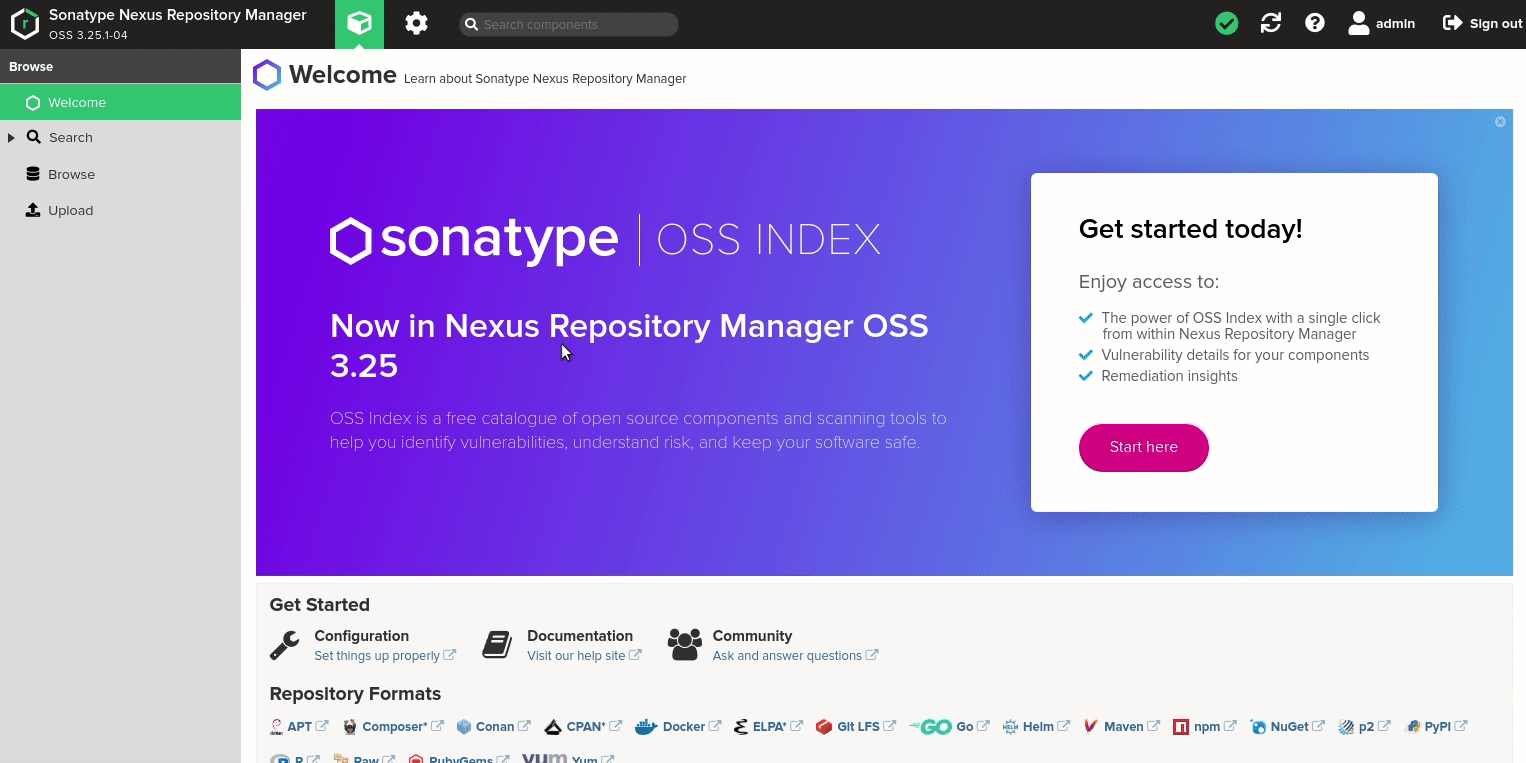 Sonatype Nexus Repository Manager
OSS 3.25.1-04
Search components
admin
Sign out
Browse
Welcome
Search
Browse
Upload
Welcome Learn about Sonatype Nexus Repository Manager
sonatype | OSS INDEX
Now in Nexus Repository Manager OSS
3.25
OSS Index is a free catalogue of open source components and scanning tools to
help you identify vulnerabilities, understand risk, and keep your software safe.
Get started today!
Enjoy access to:
The power of OSS Index with a single click
from within Nexus Repository Manager
Vulnerability details for your components
Remediation insights
Start here
Get Started
Configuration
Set things up properly
Documentation
Visit our help site
Community
Ask and answer questions
Repository Formats
APT Composer* Conan CPAN* Docker ELPA* Git LFS GO Go Helm Maven npm NuGet p2 PyPI
R Raw RubyGems yum Yum